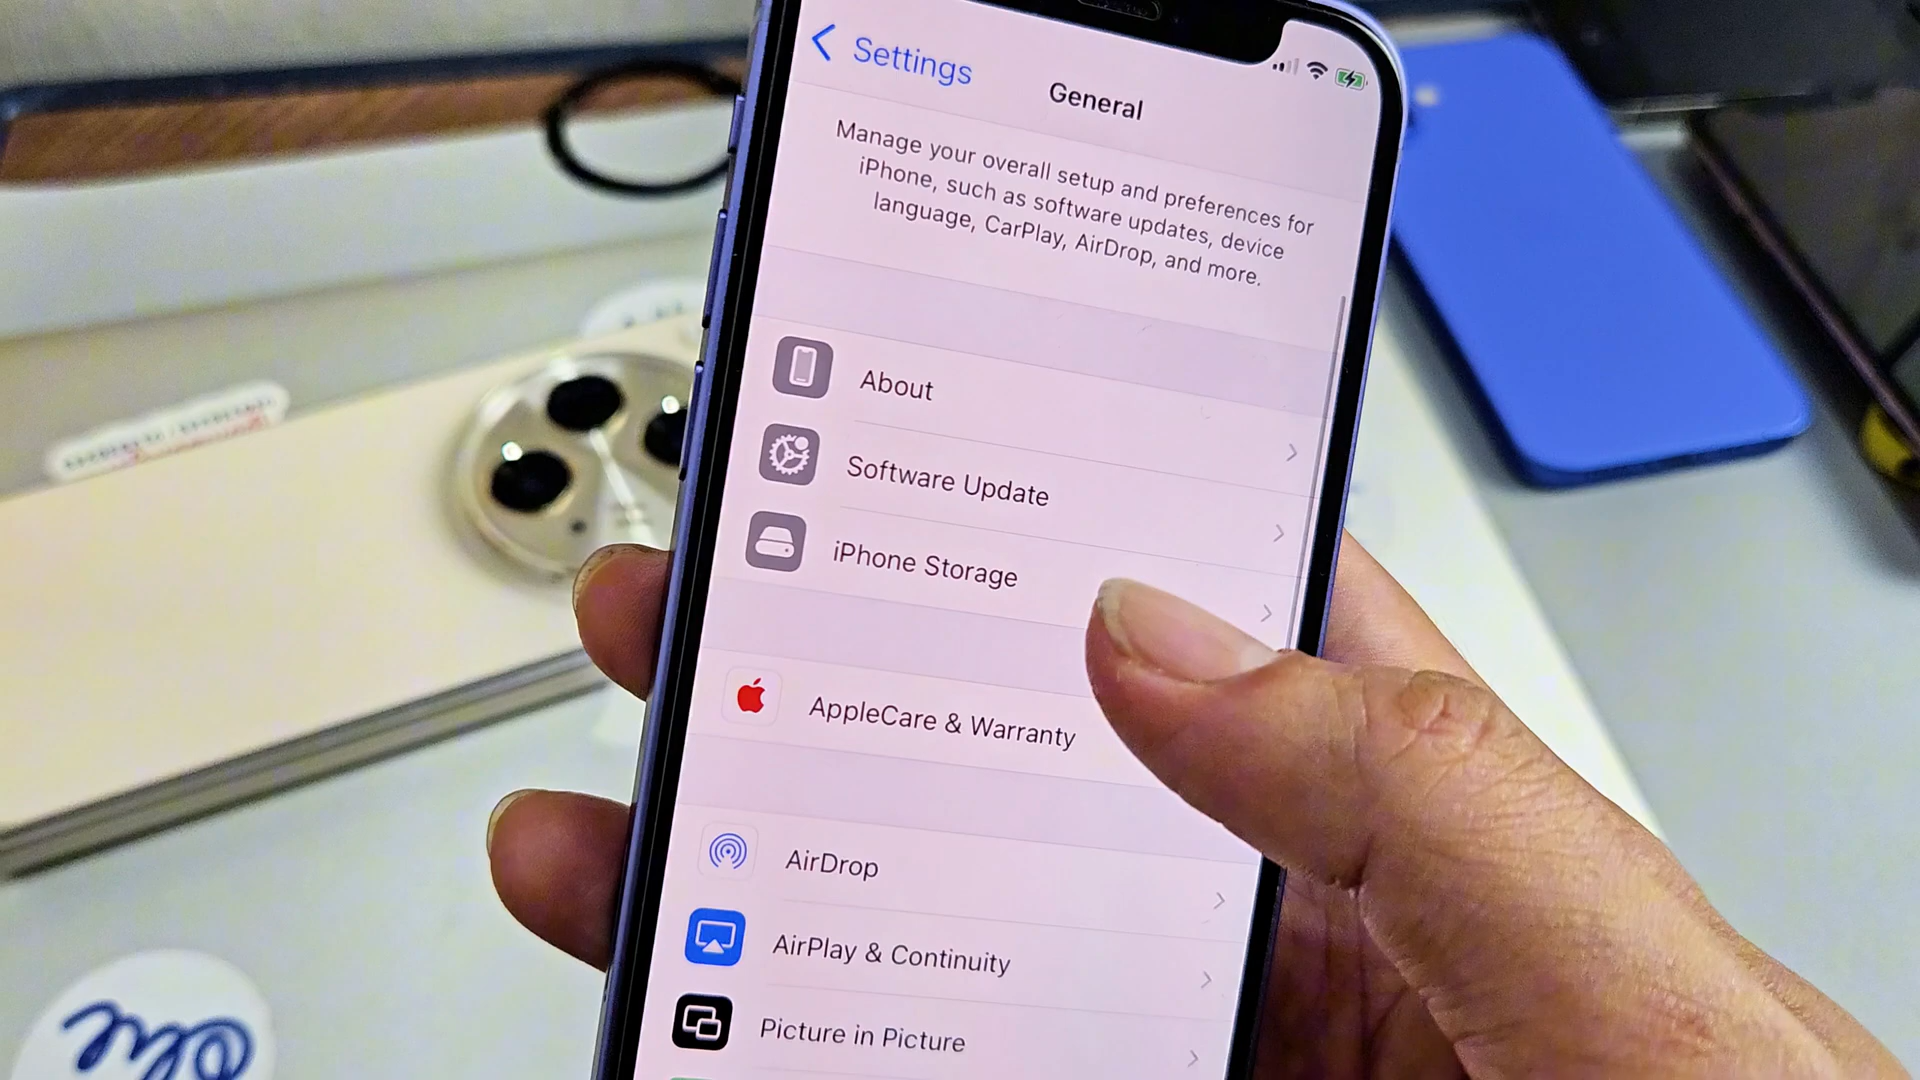 Settings
General
Manage your overall setup and preferences for
iPhone, such as software updates, device
language, CarPlay, AirDrop, and more.
About
Software Update
iPhone Storage
AppleCare & Warranty
AirDrop
AirPlay & Continuity
Picture in Picture